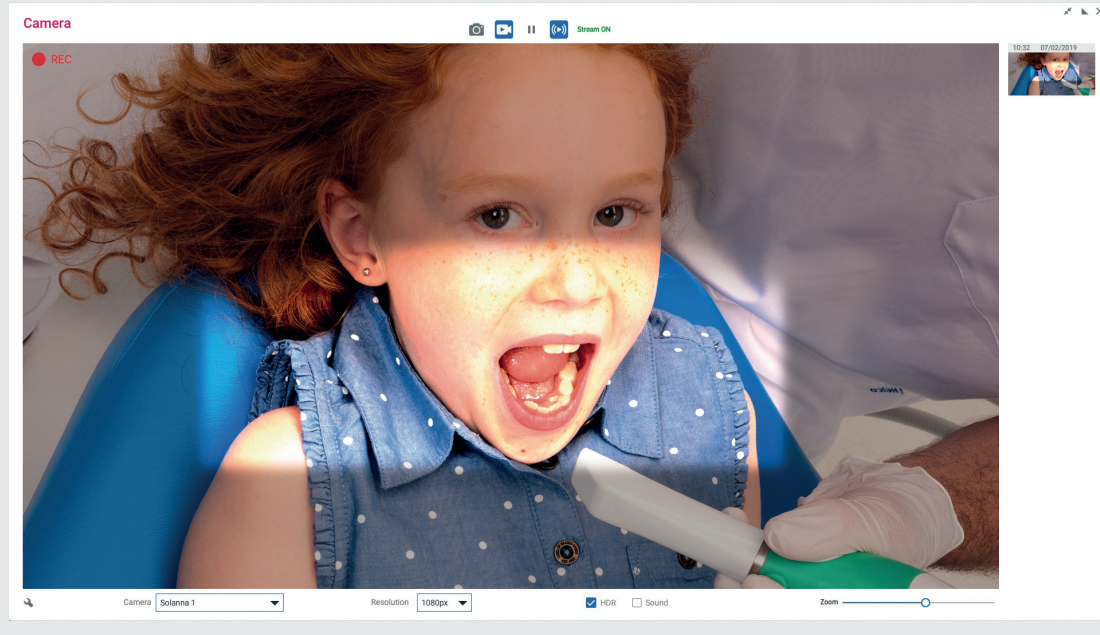 Camera
Stream ON
REC
10:32 07/02/2019
Camera Solanna 1 Resolution 1080px HDR Sound Zoom